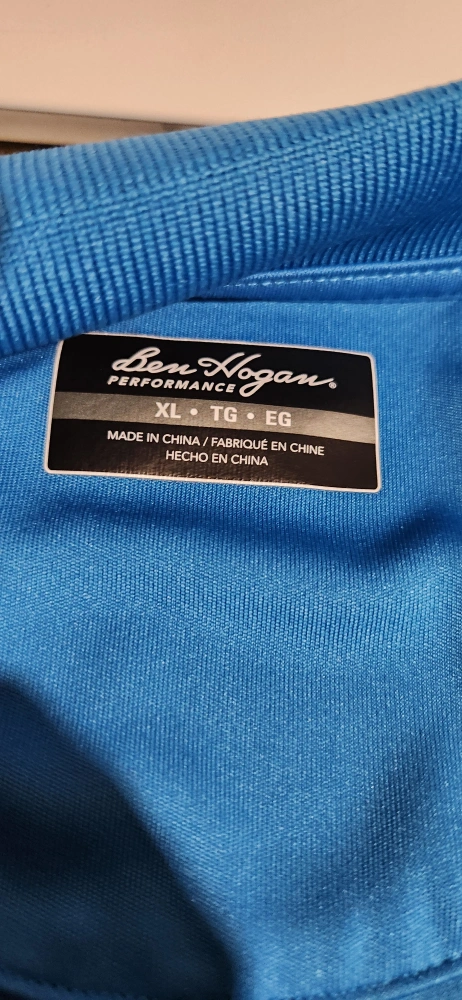 Ben Hogan®
PERFORMANCE
XL • TG • EG
MADE IN CHINA / FABRIQUÉ EN CHINE
HECHO EN CHINA